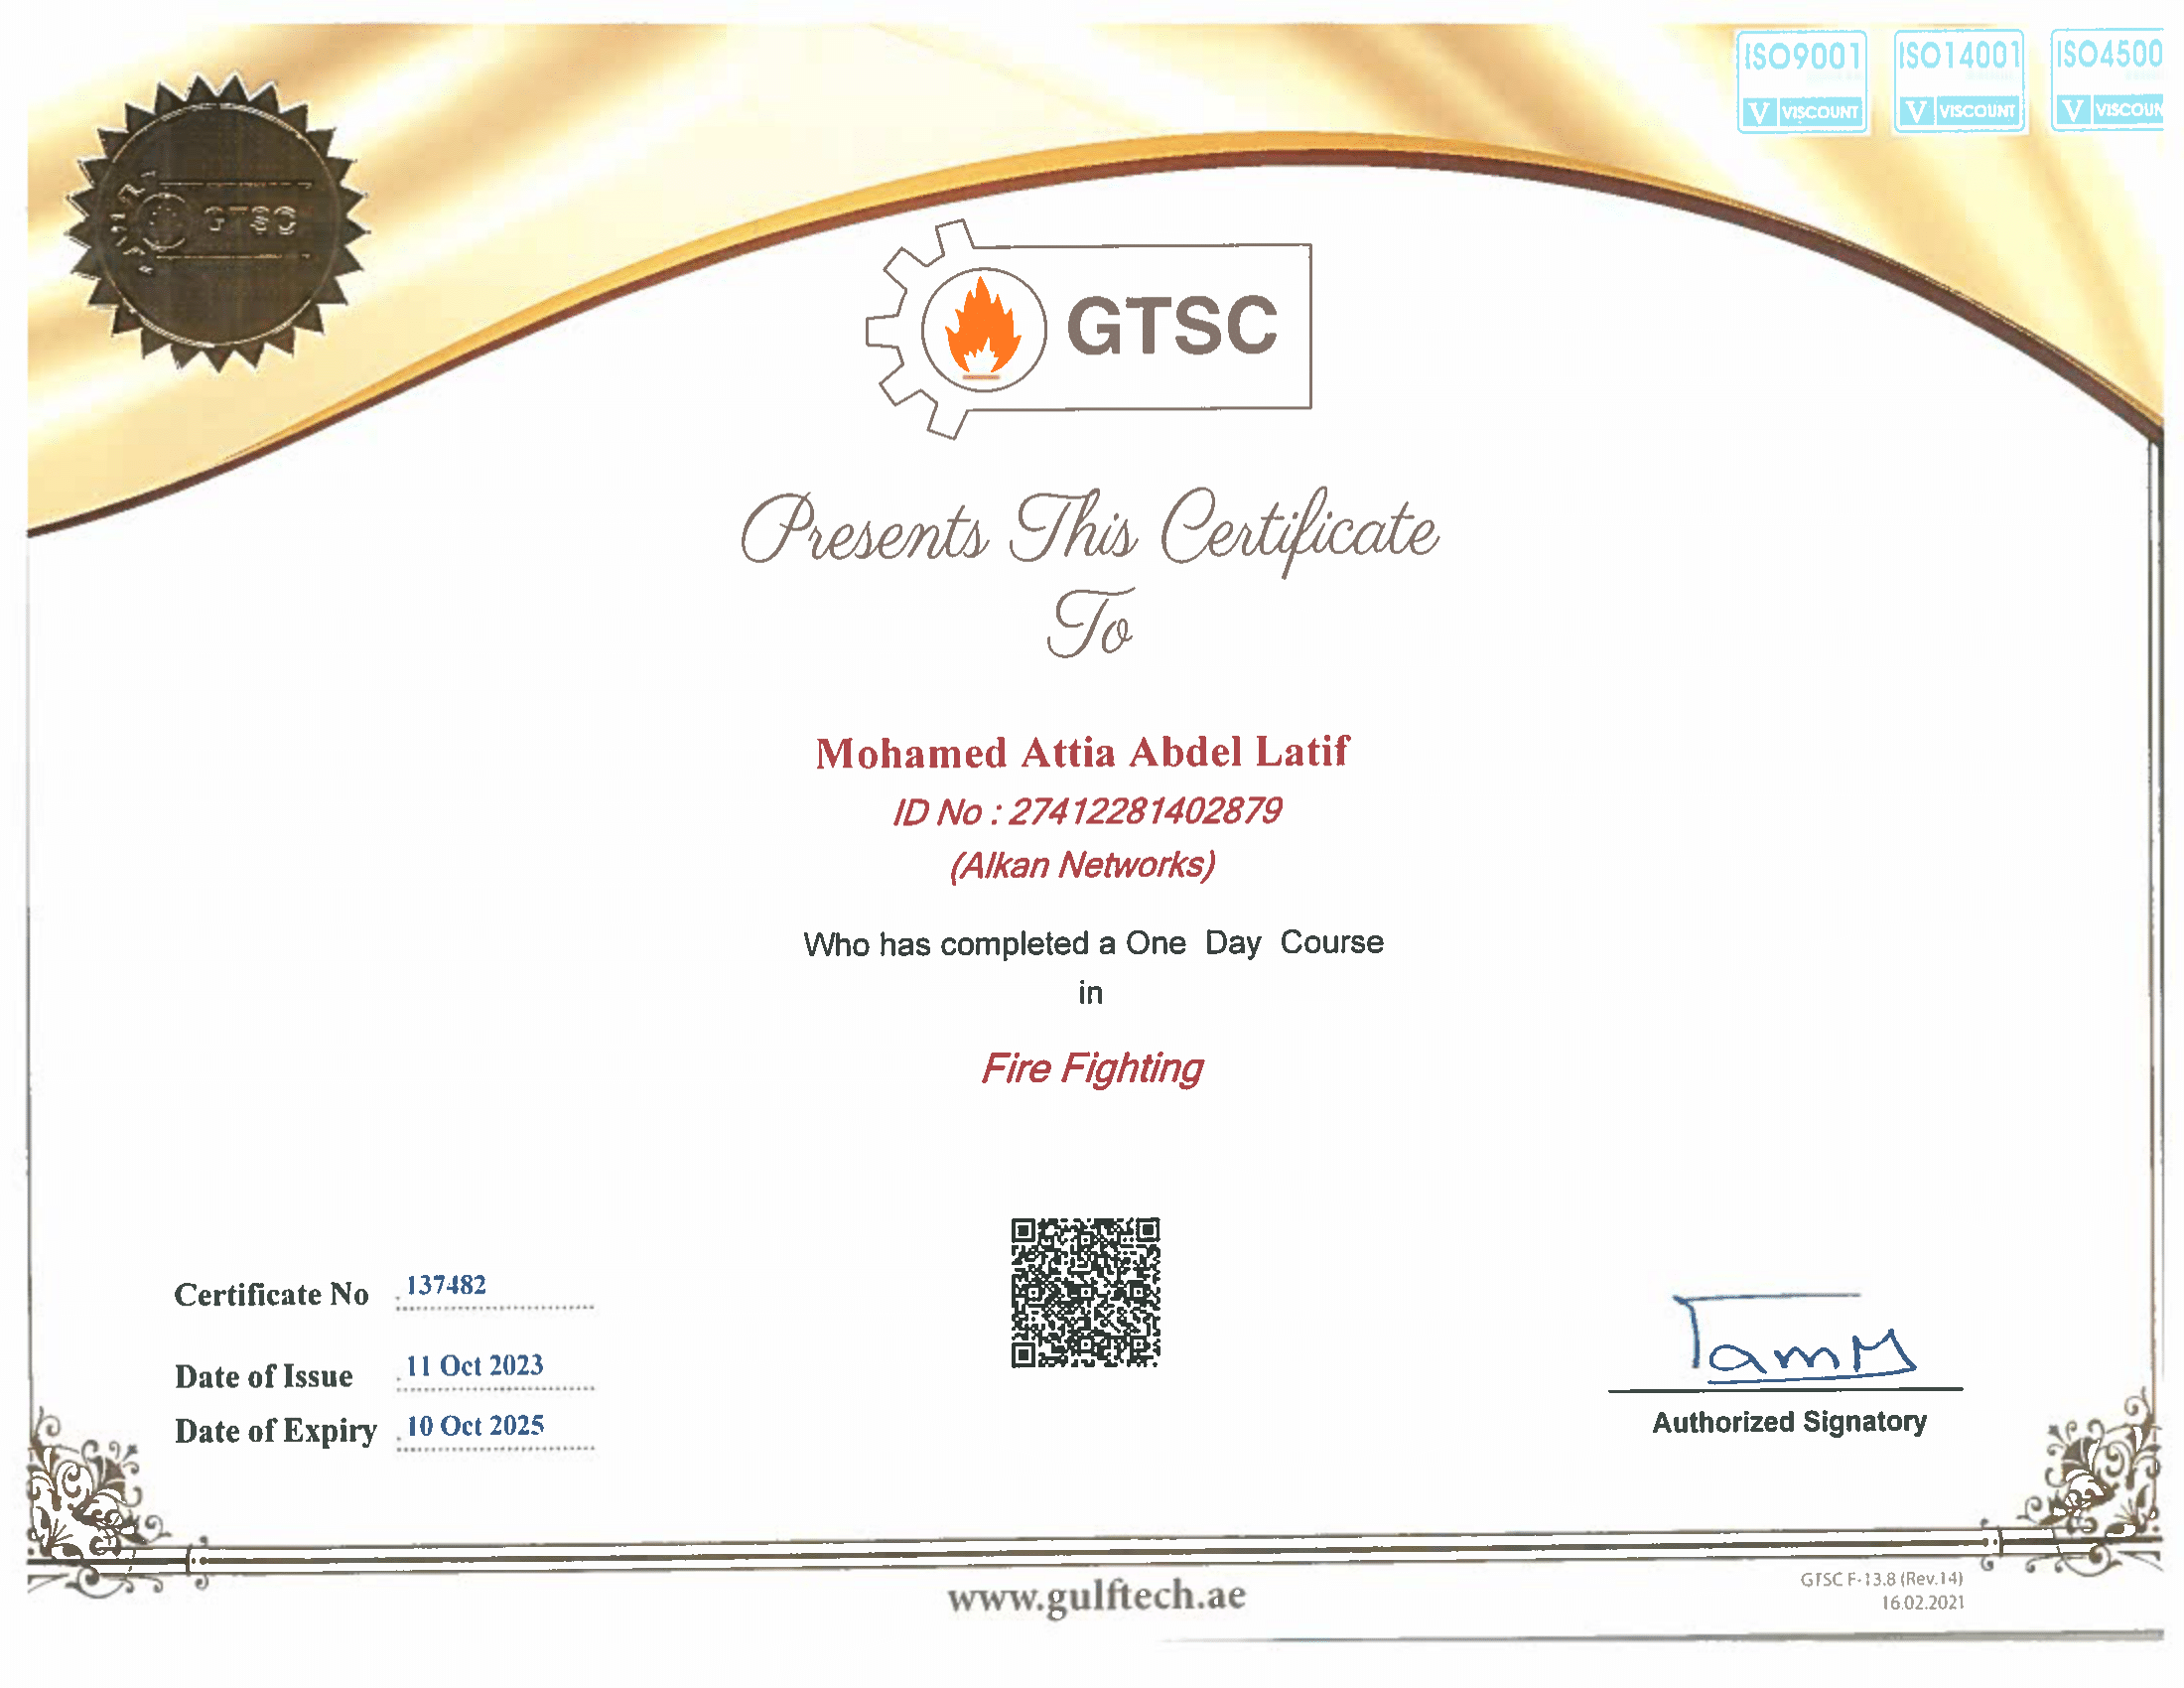 ISO9001 ISO14001 ISO4500
V VISCOUNT V VISCOUNT V VISCOUN
GTSC
GTSC
Presents This Certificate
To
Mohamed Attia Abdel Latif
ID No : 27412281402879
(Alkan Networks)
Who has completed a One Day Course
in
Fire Fighting
Certificate No 137482
Date of Issue 11 Oct 2023
Date of Expiry 10 Oct 2025
Authorized Signatory
www.gulftech.ae
GTSC F-13.8 (Rev.14)
16.02.2021